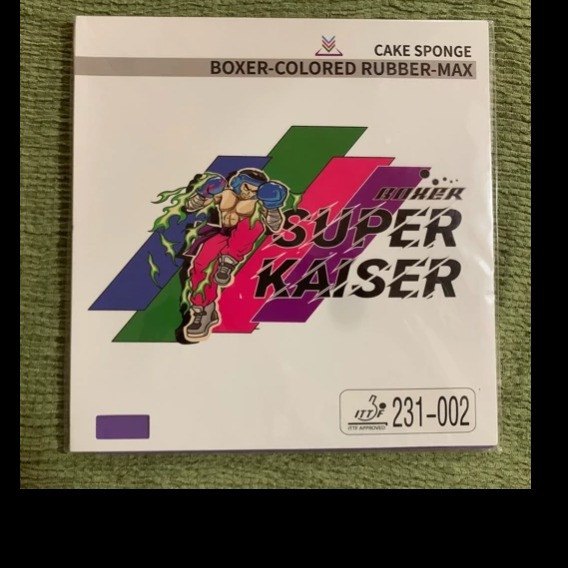 CAKE SPONGE
BOXER-COLORED RUBBER-MAX
BOXER
SUPER
KAISER
ITTF
ITTF APPROVED
231-002